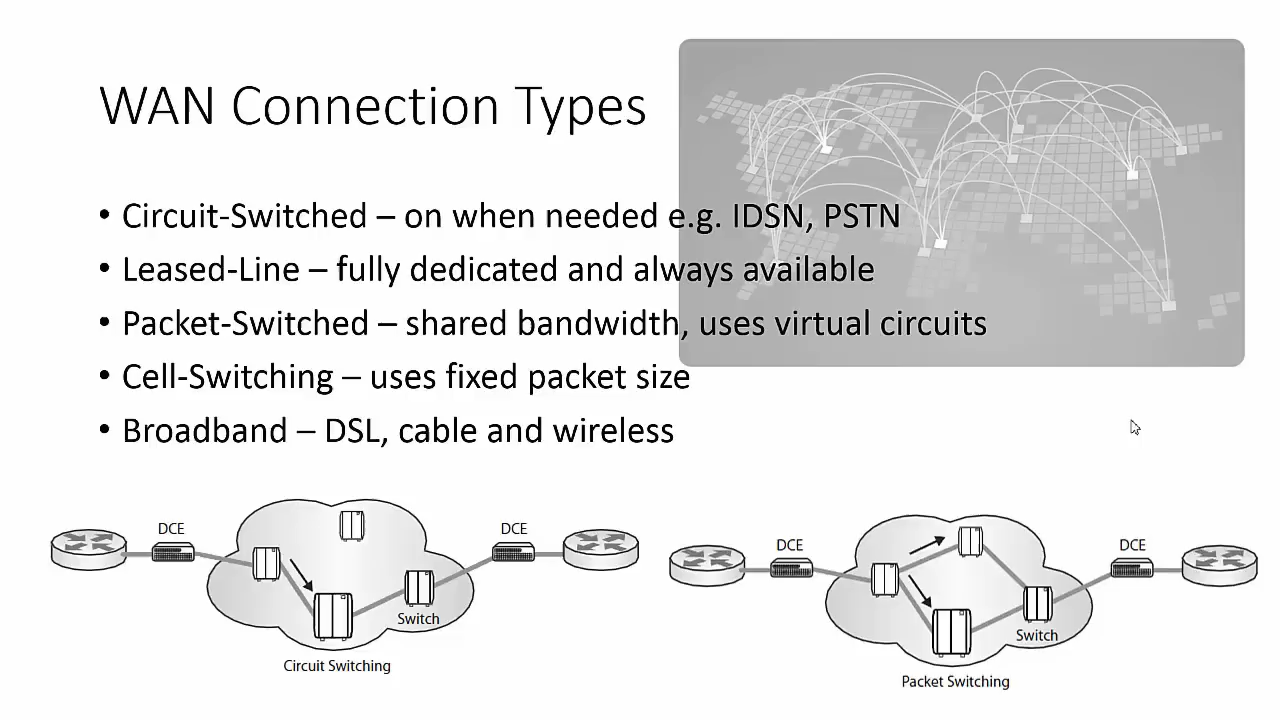 WAN Connection Types
• Circuit-Switched – on when needed e.g. IDSN, PSTN
• Leased-Line – fully dedicated and always available
• Packet-Switched – shared bandwidth, uses virtual circuits
• Cell-Switching – uses fixed packet size
• Broadband – DSL, cable and wireless
DCE
DCE
Switch
Circuit Switching
DCE
DCE
Switch
Packet Switching